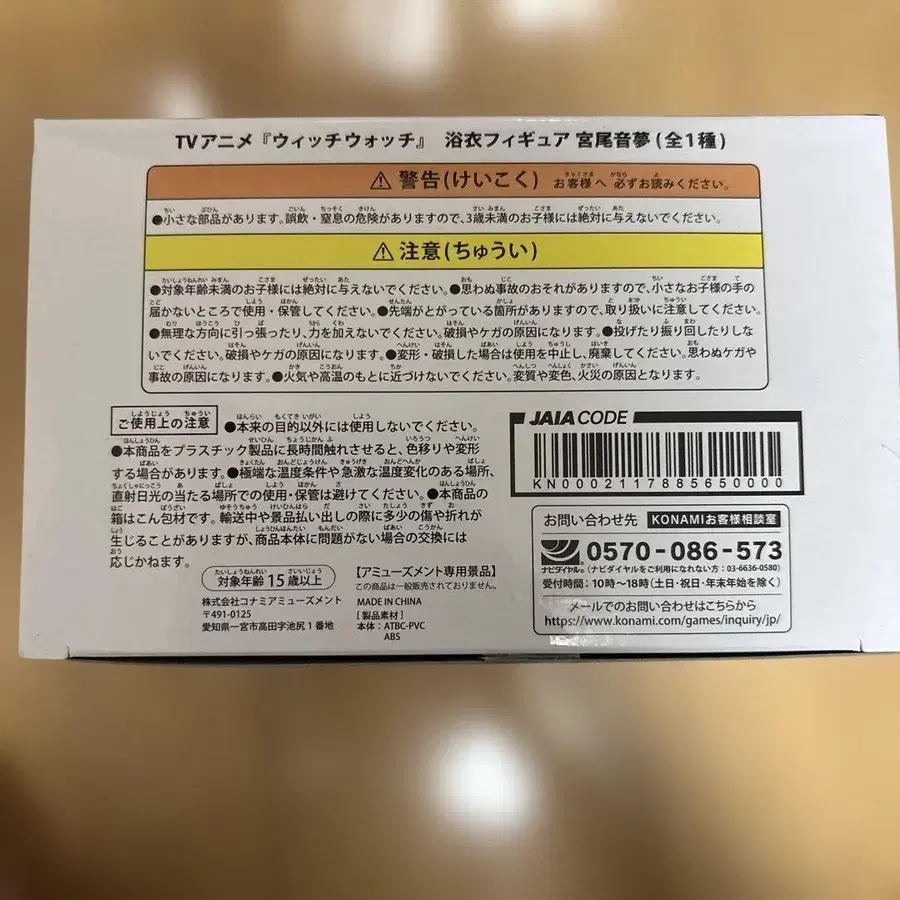 TVアニメ『ウィッチウォッチ』 浴衣フィギュア 宮尾音夢(全1種)
⚠ 警告(けいこく) お客様へ 必ずお読みください。
●小さな部品があります。誤飲・窒息の危険がありますので、3歳未満のお子様には絶対に与えないでください。
⚠ 注意(ちゅうい)
●対象年齢未満のお子様には絶対に与えないでください。●思わぬ事故のおそれがありますので、小さなお子様の手の
届かないところで使用・保管してください。●先端がとがっている箇所がありますので、取り扱いに注意してください。
●無理な方向に引っ張ったり、力を加えないでください。破損やケガの原因になります。●投げたり振り回したりしな
いでください。破損やケガの原因になります。●変形・破損した場合は使用を中止し、廃棄してください。思わぬケガや
事故の原因になります。●火気や高温のもとに近づけないでください。変質や変色、火災の原因となります。
ご使用上の注意 ●本来の目的以外には使用しないでください。
●本商品をプラスチック製品に長時間触れさせると、色移りや変形
する場合があります。●極端な温度条件や急激な温度変化のある場所、
直射日光の当たる場所での使用・保管は避けてください。●本商品の
箱はこん包材です。輸送中や景品払い出しの際に多少の傷や折れが
生じることがありますが、商品本体に問題がない場合の交換には
応じかねます。
対象年齢 15歳以上
株式会社コナミアミューズメント
〒491-0125
愛知県一宮市高田字池尻1番地
【アミューズメント専用景品】
この商品は一般販売されておりません。
MADE IN CHINA
[製品素材]
本体:ATBC-PVC
ABS
JAIA CODE
KN00021178856500​00
お問い合わせ先 KONAMIお客様相談室
ナビダイヤル® 0570-086-573
(ナビダイヤルをご利用になれない方:03-6636-0580)
受付時間:10時〜18時(土日・祝日・年末年始を除く)
メールでのお問い合わせはこちらから
https://www.konami.com/games/inquiry/jp/